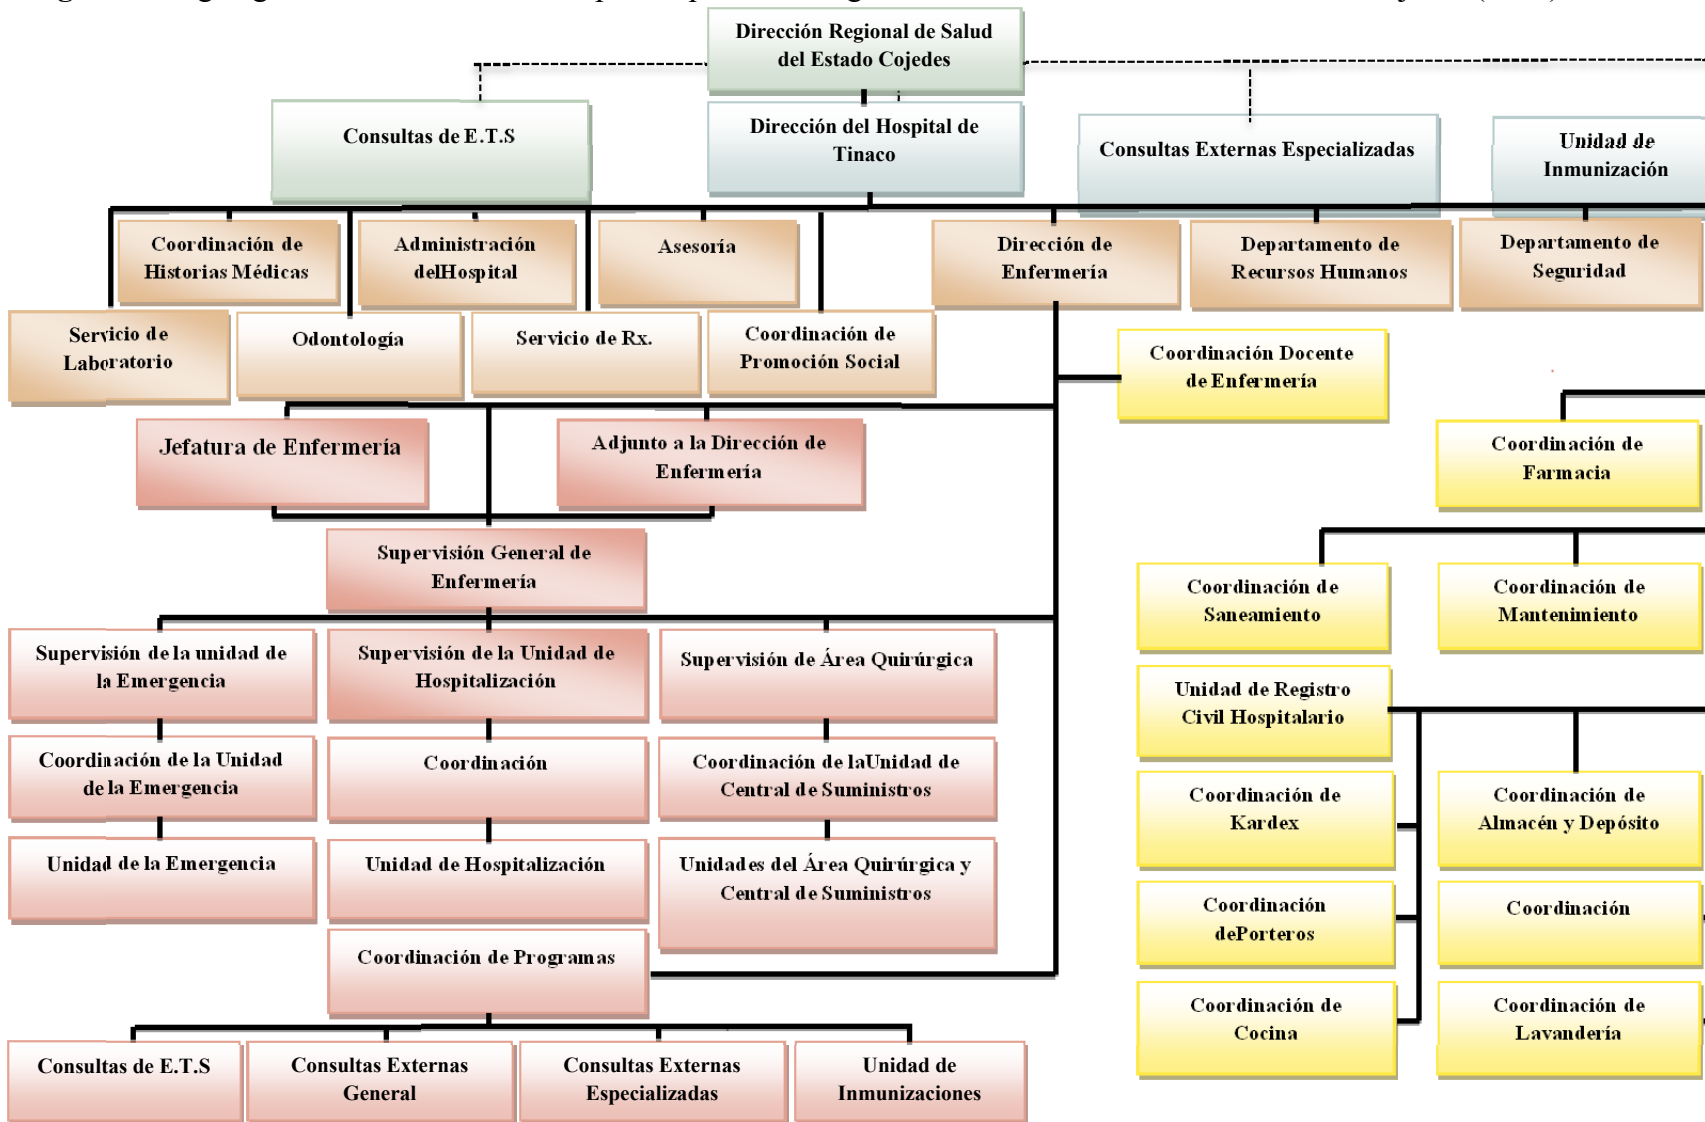 Dirección Regional de Salud
del Estado Cojedes
Consultas de E.T.S
Dirección del Hospital de
Tinaco
Consultas Externas Especializadas
Unidad de
Inmunización
Coordinación de
Historias Médicas
Administración
delHospital
Asesoría
Dirección de
Enfermería
Departamento de
Recursos Humanos
Departamento de
Seguridad
Servicio de
Laboratorio
Odontología
Servicio de Rx.
Coordinación de
Promoción Social
Coordinación Docente
de Enfermería
Jefatura de Enfermería
Adjunto a la Dirección de
Enfermería
Coordinación de
Farmacia
Supervisión General de
Enfermería
Coordinación de
Saneamiento
Coordinación de
Mantenimiento
Supervisión de la unidad de
la Emergencia
Supervisión de la Unidad de
Hospitalización
Supervisión de Área Quirúrgica
Unidad de Registro
Civil Hospitalario
Coordinación de la Unidad
de la Emergencia
Coordinación
Coordinación de laUnidad de
Central de Suministros
Coordinación de
Kardex
Coordinación de
Almacén y Depósito
Unidad de la Emergencia
Unidad de Hospitalización
Unidades del Área Quirúrgica y
Central de Suministros
Coordinación
dePorteros
Coordinación
Coordinación de Programas
Coordinación de
Cocina
Coordinación de
Lavandería
Consultas de E.T.S
Consultas Externas
General
Consultas Externas
Especializadas
Unidad de
Inmunizaciones